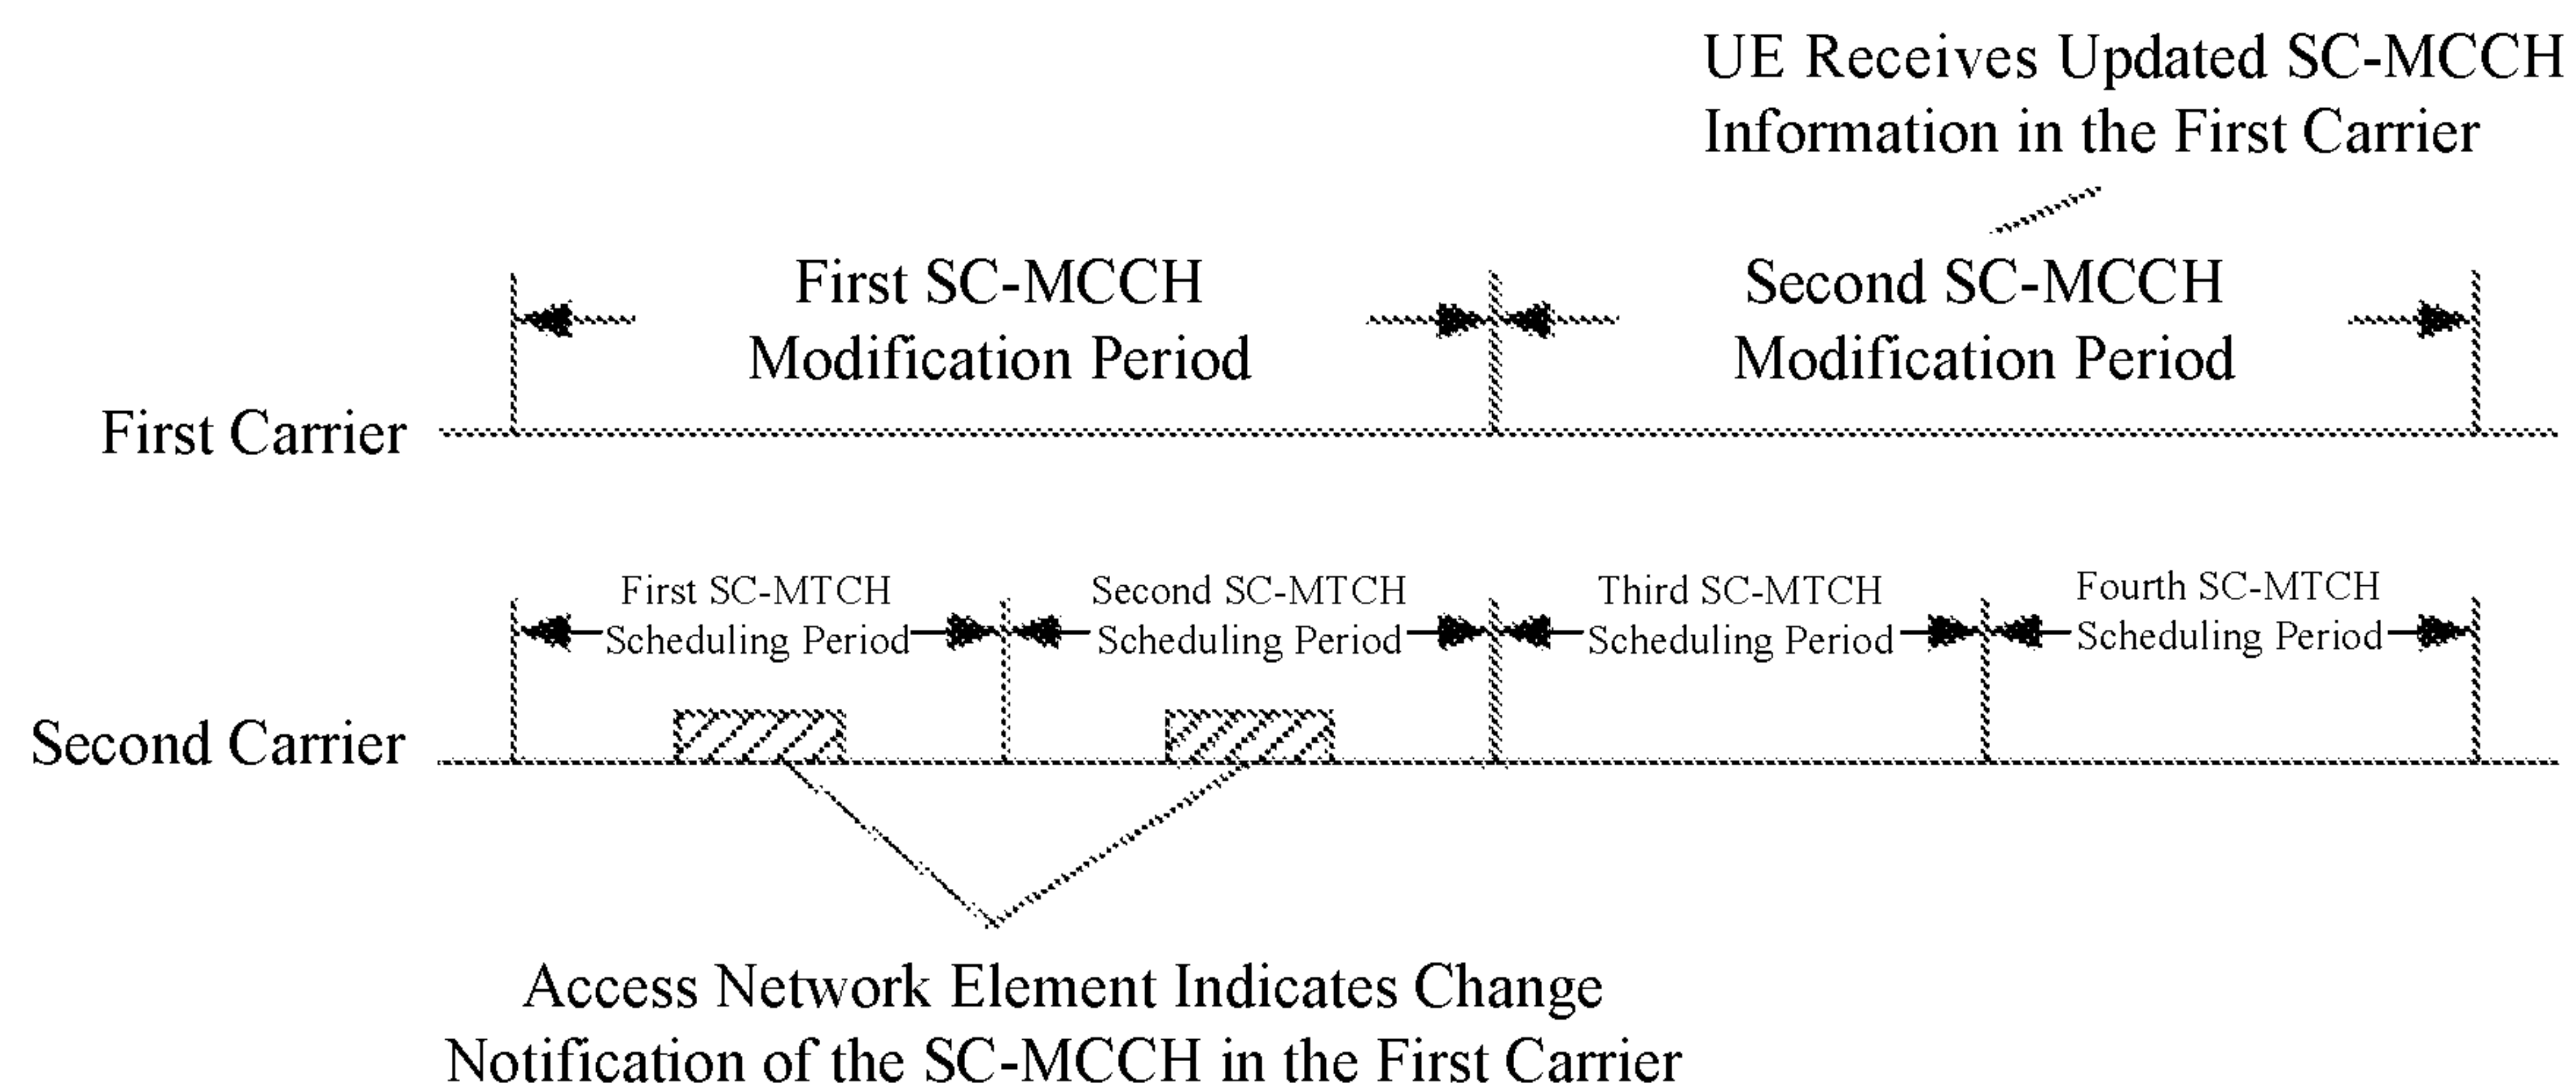 UE Receives Updated SC-MCCH
Information in the First Carrier
First SC-MCCH
Modification Period
Second SC-MCCH
Modification Period
First Carrier
First SC-MTCH
Scheduling Period
Second SC-MTCH
Scheduling Period
Third SC-MTCH
Scheduling Period
Fourth SC-MTCH
Scheduling Period
Second Carrier
Access Network Element Indicates Change
Notification of the SC-MCCH in the First Carrier